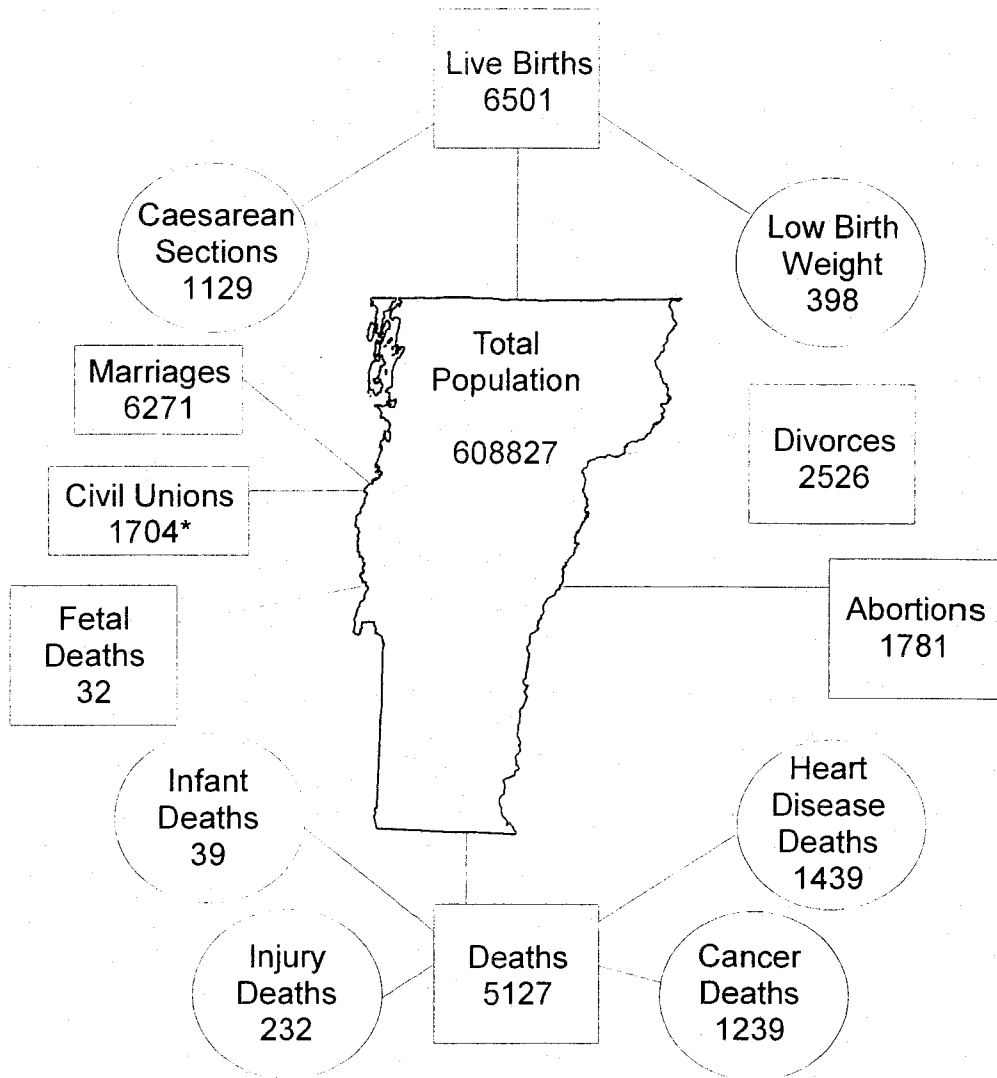 Live Births
6501
Caesarean
Sections
1129
Low Birth
Weight
398
Total
Population
608827
Marriages
6271
Divorces
2526
Civil Unions
1704*
Fetal
Deaths
32
Abortions
1781
Infant
Deaths
39
Heart
Disease
Deaths
1439
Injury
Deaths
232
Deaths
5127
Cancer
Deaths
1239